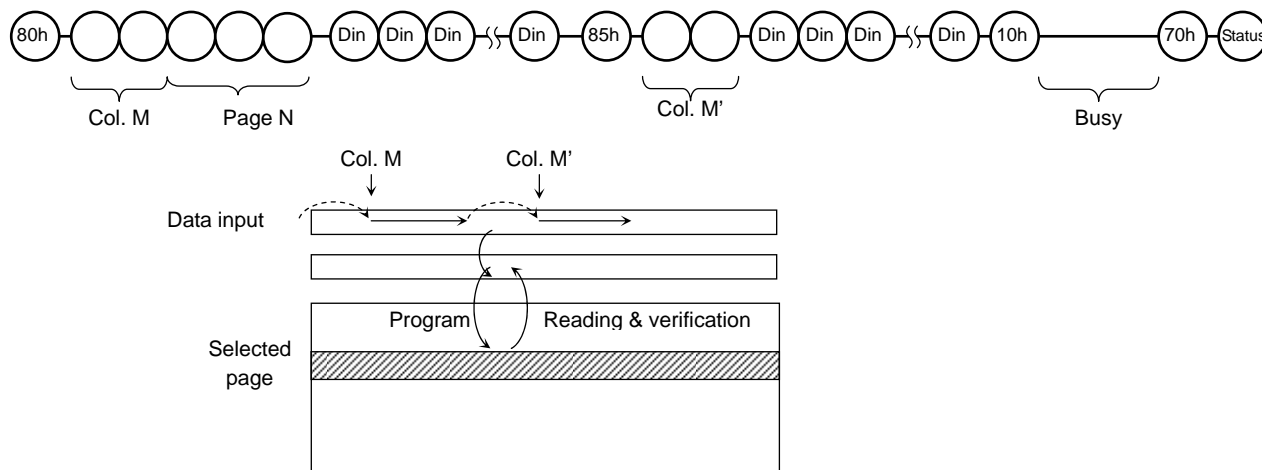 80h Din Din Din Din 85h Din Din Din Din 10h 70h Status
Col. M Page N Col. M’ Busy
Col. M Col. M’
Data input
Program Reading & verification
Selected
page